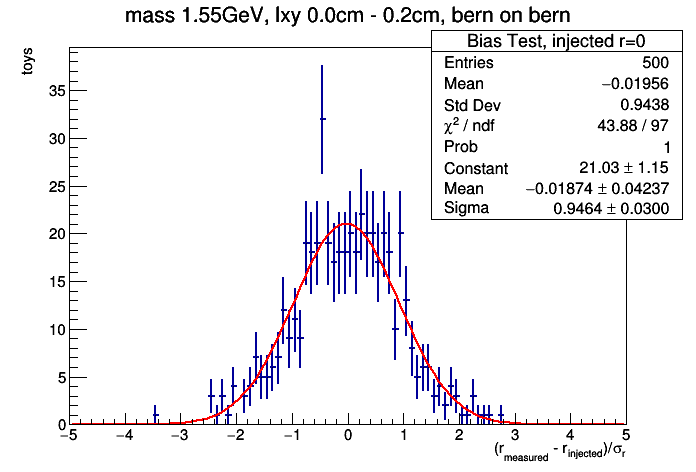 mass 1.55GeV, lxy 0.0cm - 0.2cm, bern on bern
toys
Bias Test, injected r=0
Entries 500
Mean −0.01956
Std Dev 0.9438
χ² / ndf 43.88 / 97
Prob 1
Constant 21.03 ± 1.15
Mean −0.01874 ± 0.04237
Sigma 0.9464 ± 0.0300
35
30
25
20
15
10
5
0
−5 −4 −3 −2 −1 0 1 2 3 4 5
(r_measured - r_injected)/σ_r